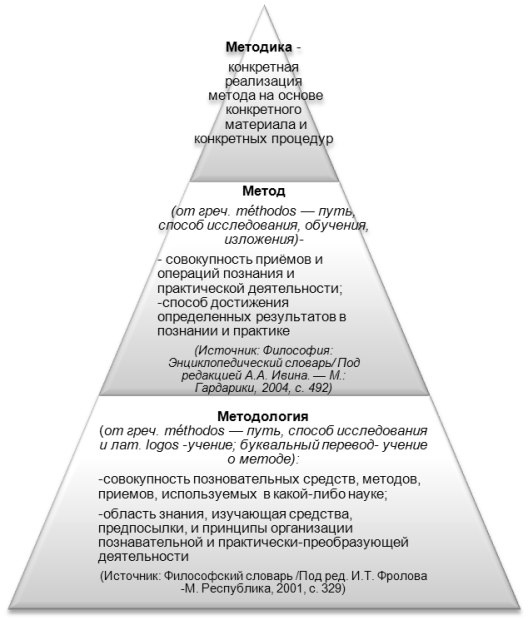 Методика -
конкретная
реализация
метода на основе
конкретного
материала и
конкретных процедур
Метод
(от греч. méthodos — путь,
способ исследования, обучения,
изложения)-
- совокупность приёмов и
операций познания и
практической деятельности;
-способ достижения
определенных результатов в
познании и практике
(Источник: Философия:
Энциклопедический словарь/ Под
редакцией А.А. Ивина. — М.:
Гардарики, 2004, с. 492)
Методология
(от греч. méthodos — путь, способ исследования
и лат. logos -учение; буквальный перевод- учение
о методе):
-совокупность позновательных средств, методов,
приемов, используемых в какой-либо науке;
-область знания, изучающая средства,
предпосылки, и принципы организации
познавательной и практически-преобразующей
деятельности
(Источник: Философский словарь /Под ред. И.Т. Фролова
-М. Республика, 2001, с. 329)